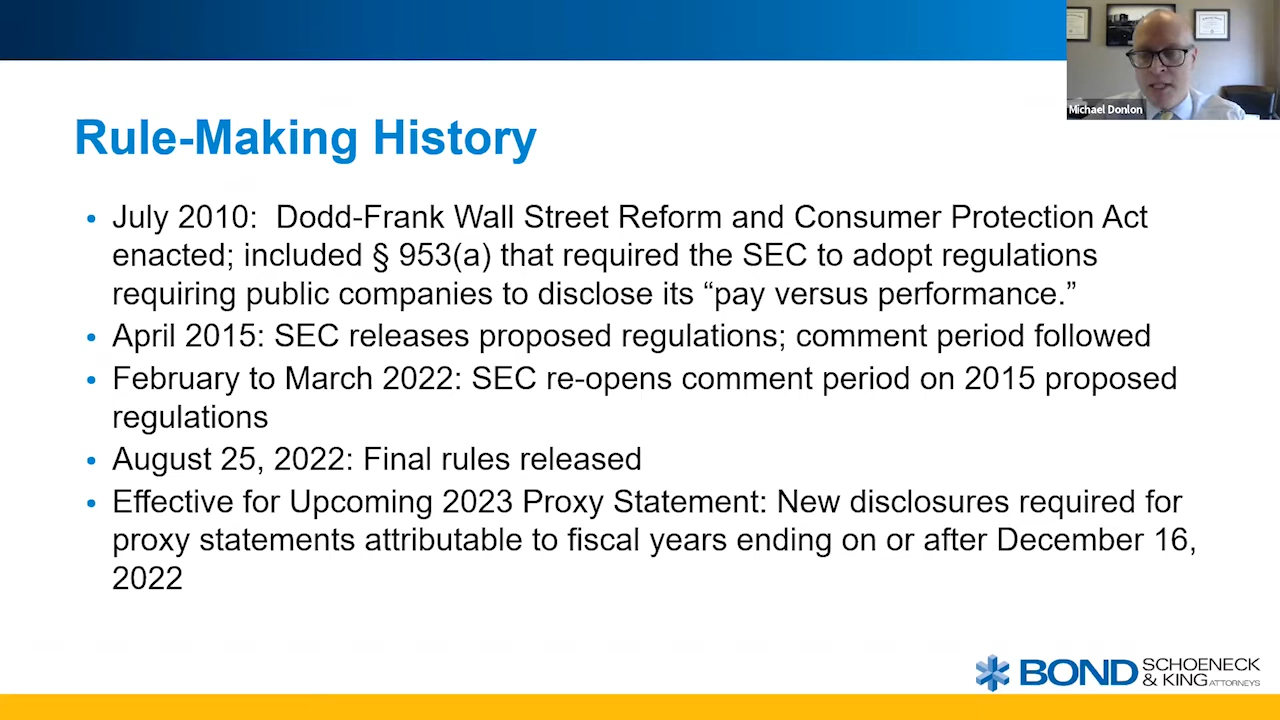 Michael Donlon
Rule-Making History
• July 2010:  Dodd-Frank Wall Street Reform and Consumer Protection Act
enacted; included § 953(a) that required the SEC to adopt regulations
requiring public companies to disclose its “pay versus performance.”
• April 2015: SEC releases proposed regulations; comment period followed
• February to March 2022: SEC re-opens comment period on 2015 proposed
regulations
• August 25, 2022: Final rules released
• Effective for Upcoming 2023 Proxy Statement: New disclosures required for
proxy statements attributable to fiscal years ending on or after December 16,
2022
BOND SCHOENECK
& KING ATTORNEYS